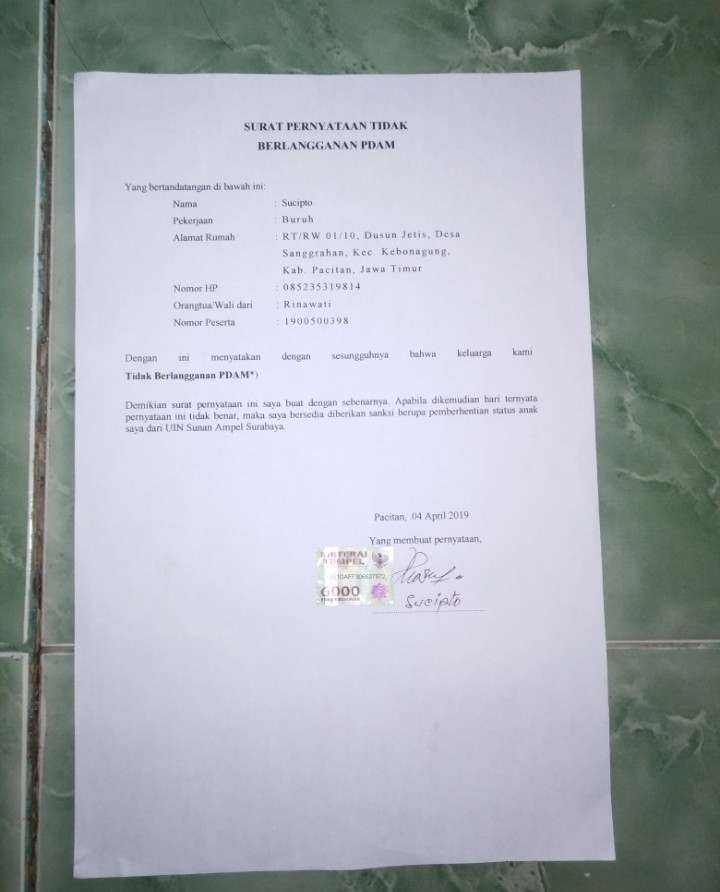 SURAT PERNYATAAN TIDAK
BERLANGGANAN PDAM
Yang bertandatangan di bawah ini:
Nama : Sucipto
Pekerjaan : Buruh
Alamat Rumah : RT/RW 01/10, Dusun Jetis, Desa
Sanggrahan, Kec. Kebonagung,
Kab. Pacitan, Jawa Timur
Nomor HP : 085235319814
Orangtua/Wali dari : Rinawati
Nomor Peserta : 1900500398
Dengan ini menyatakan dengan sesungguhnya bahwa keluarga kami
Tidak Berlangganan PDAM*)
Demikian surat pernyataan ini saya buat dengan sebenarnya. Apabila dikemudian hari ternyata
pernyataan ini tidak benar, maka saya bersedia diberikan sanksi berupa pemberhentian status anak
saya dari UIN Sunan Ampel Surabaya.
Pacitan, .04 April 2019
Yang membuat pernyataan,
METERAI
TEMPEL
6000
Sucipto